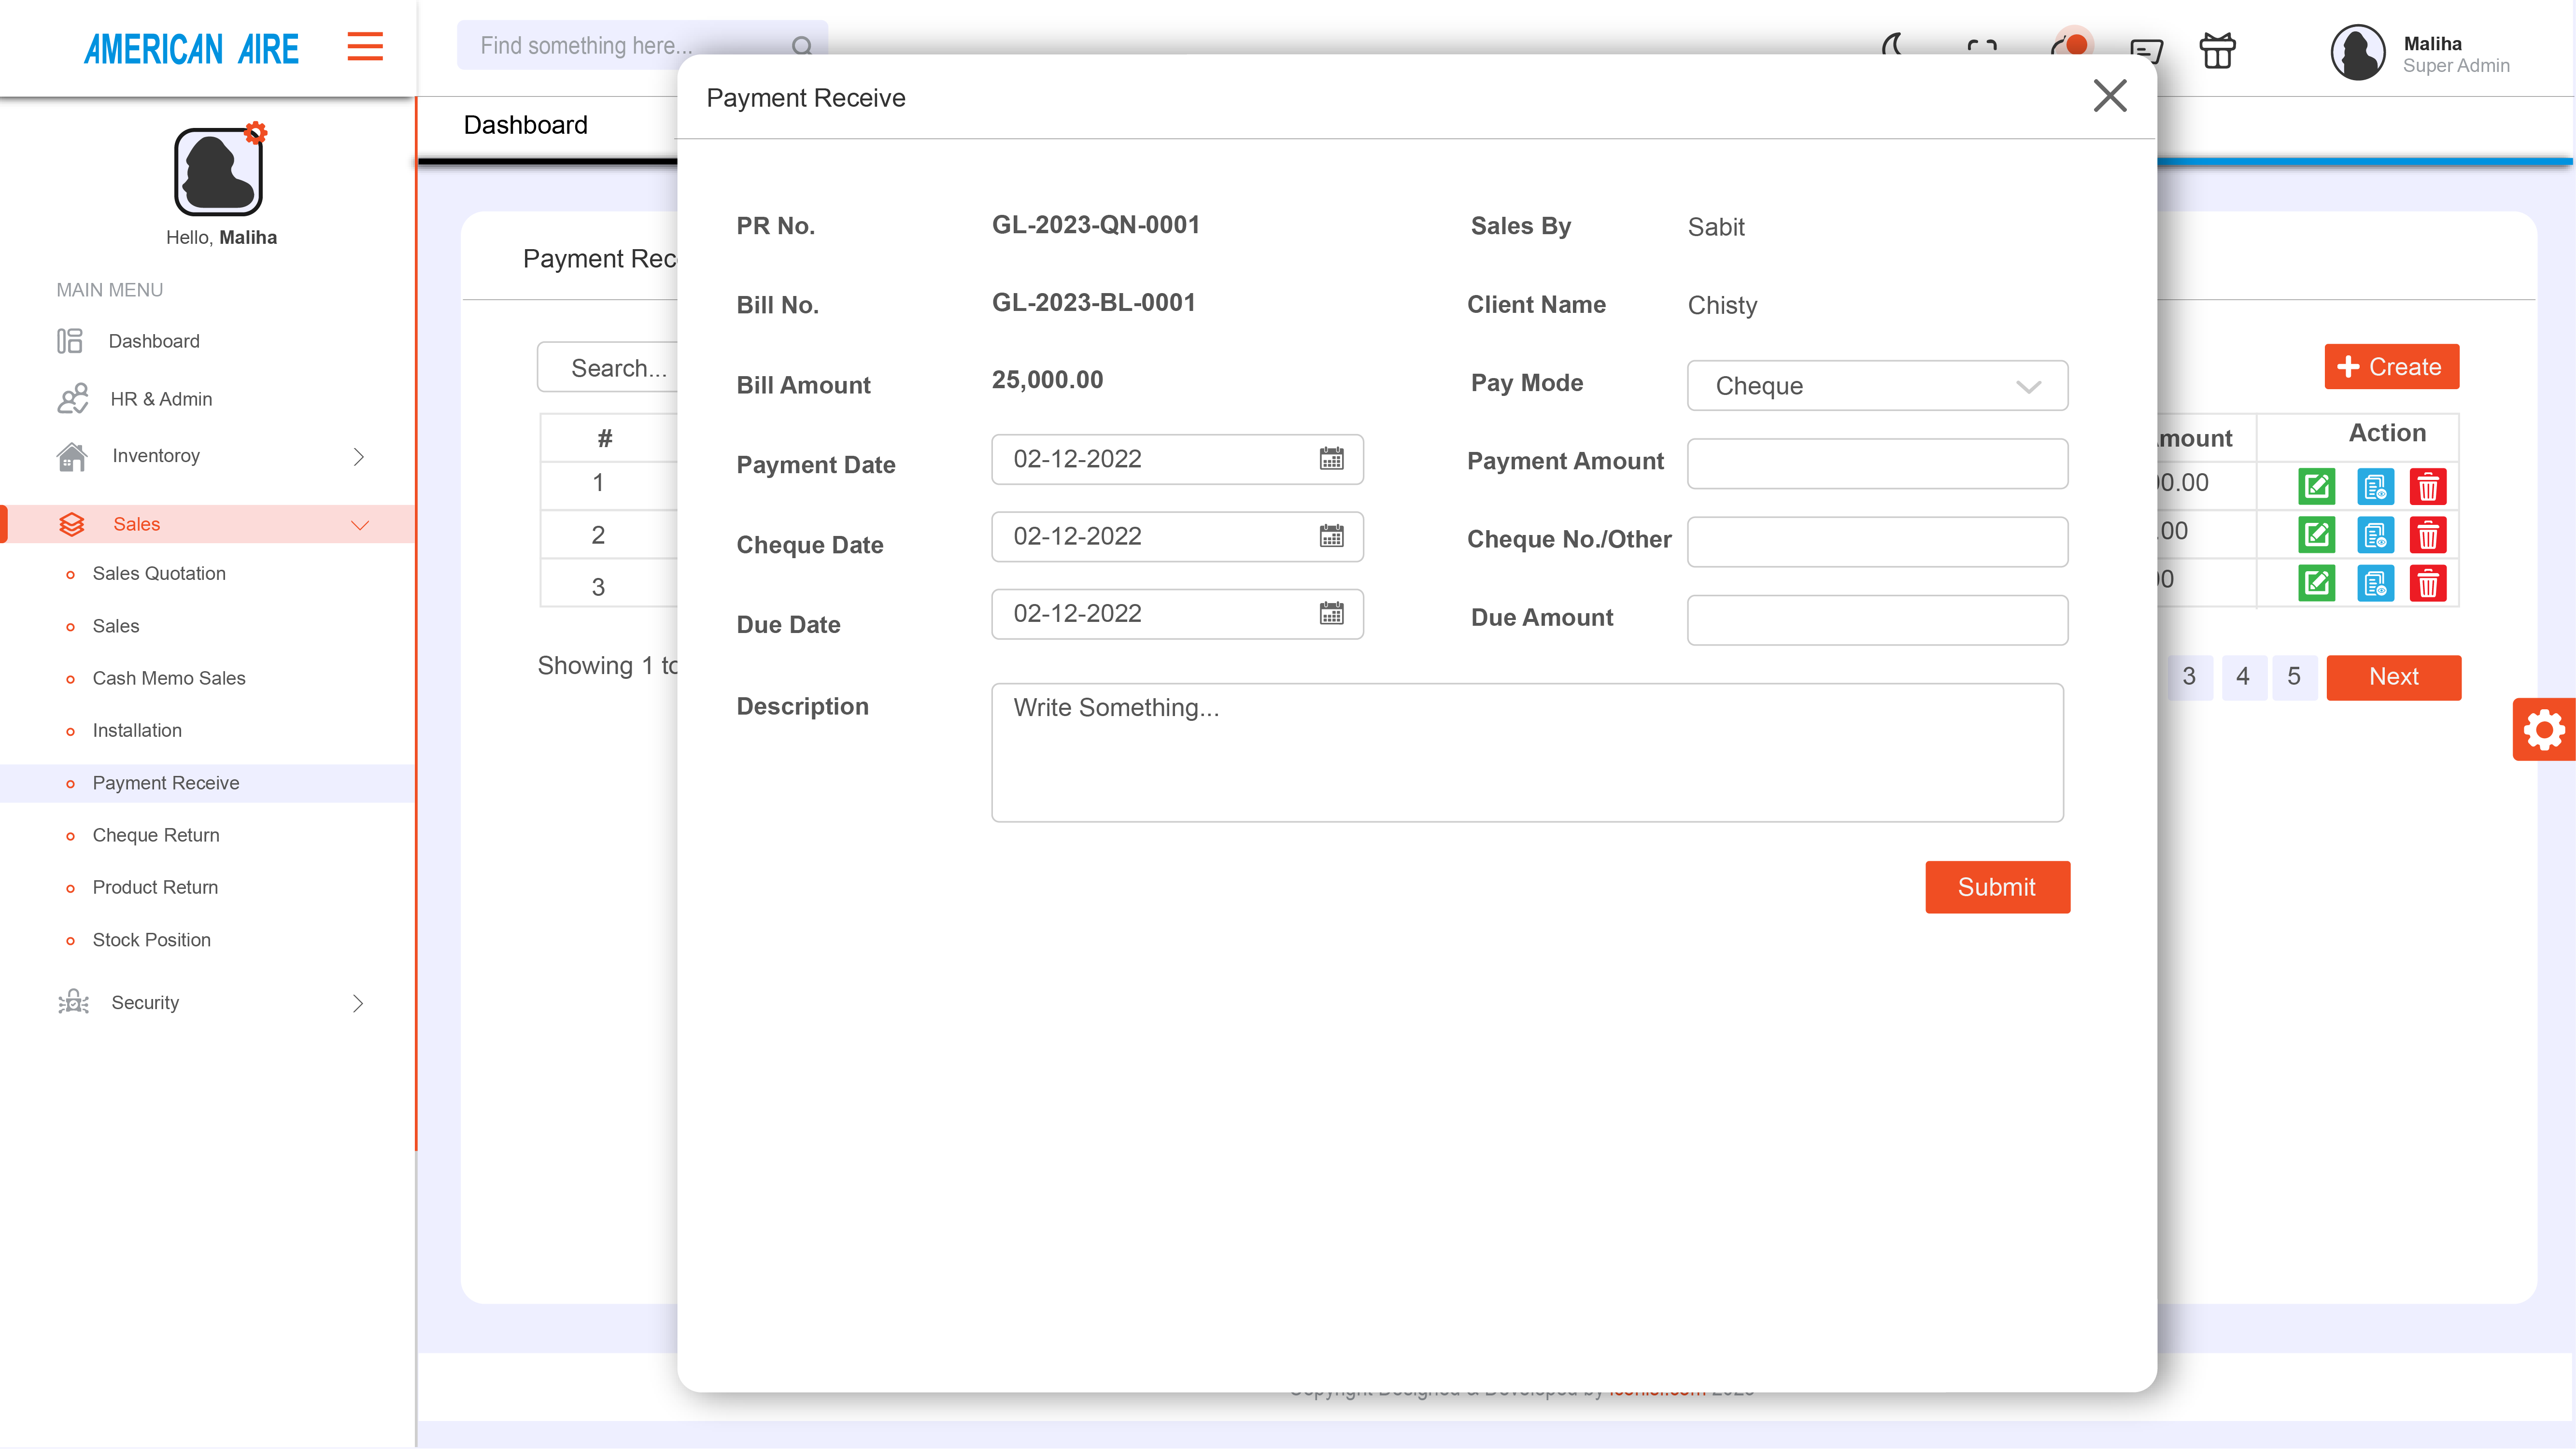 AMERICAN AIRE
Find something here...
Maliha
Super Admin
Hello, Maliha
MAIN MENU
Dashboard
HR & Admin
Inventoroy
Sales
Sales Quotation
Sales
Cash Memo Sales
Installation
Payment Receive
Cheque Return
Product Return
Stock Position
Security
Dashboard
Payment Rec
Search...
#
1
2
3
Showing 1 to
Payment Receive
PR No. GL-2023-QN-0001 Sales By Sabit
Bill No. GL-2023-BL-0001 Client Name Chisty
Bill Amount 25,000.00 Pay Mode Cheque
Payment Date 02-12-2022 Payment Amount
Cheque Date 02-12-2022 Cheque No./Other
Due Date 02-12-2022 Due Amount
Description Write Something...
Submit
Create
mount Action
00.00
.00
00
3 4 5 Next